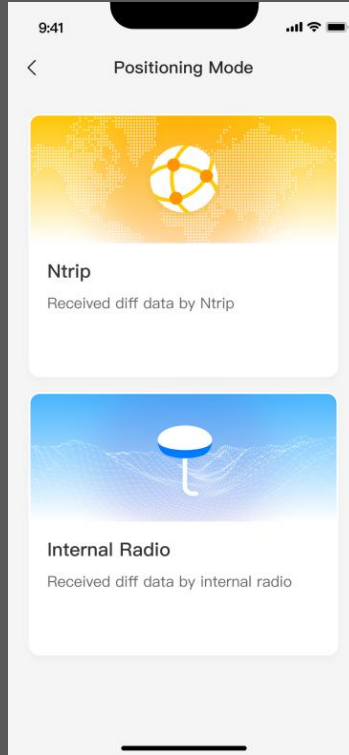 9:41
Positioning Mode
Ntrip
Received diff data by Ntrip
Internal Radio
Received diff data by internal radio